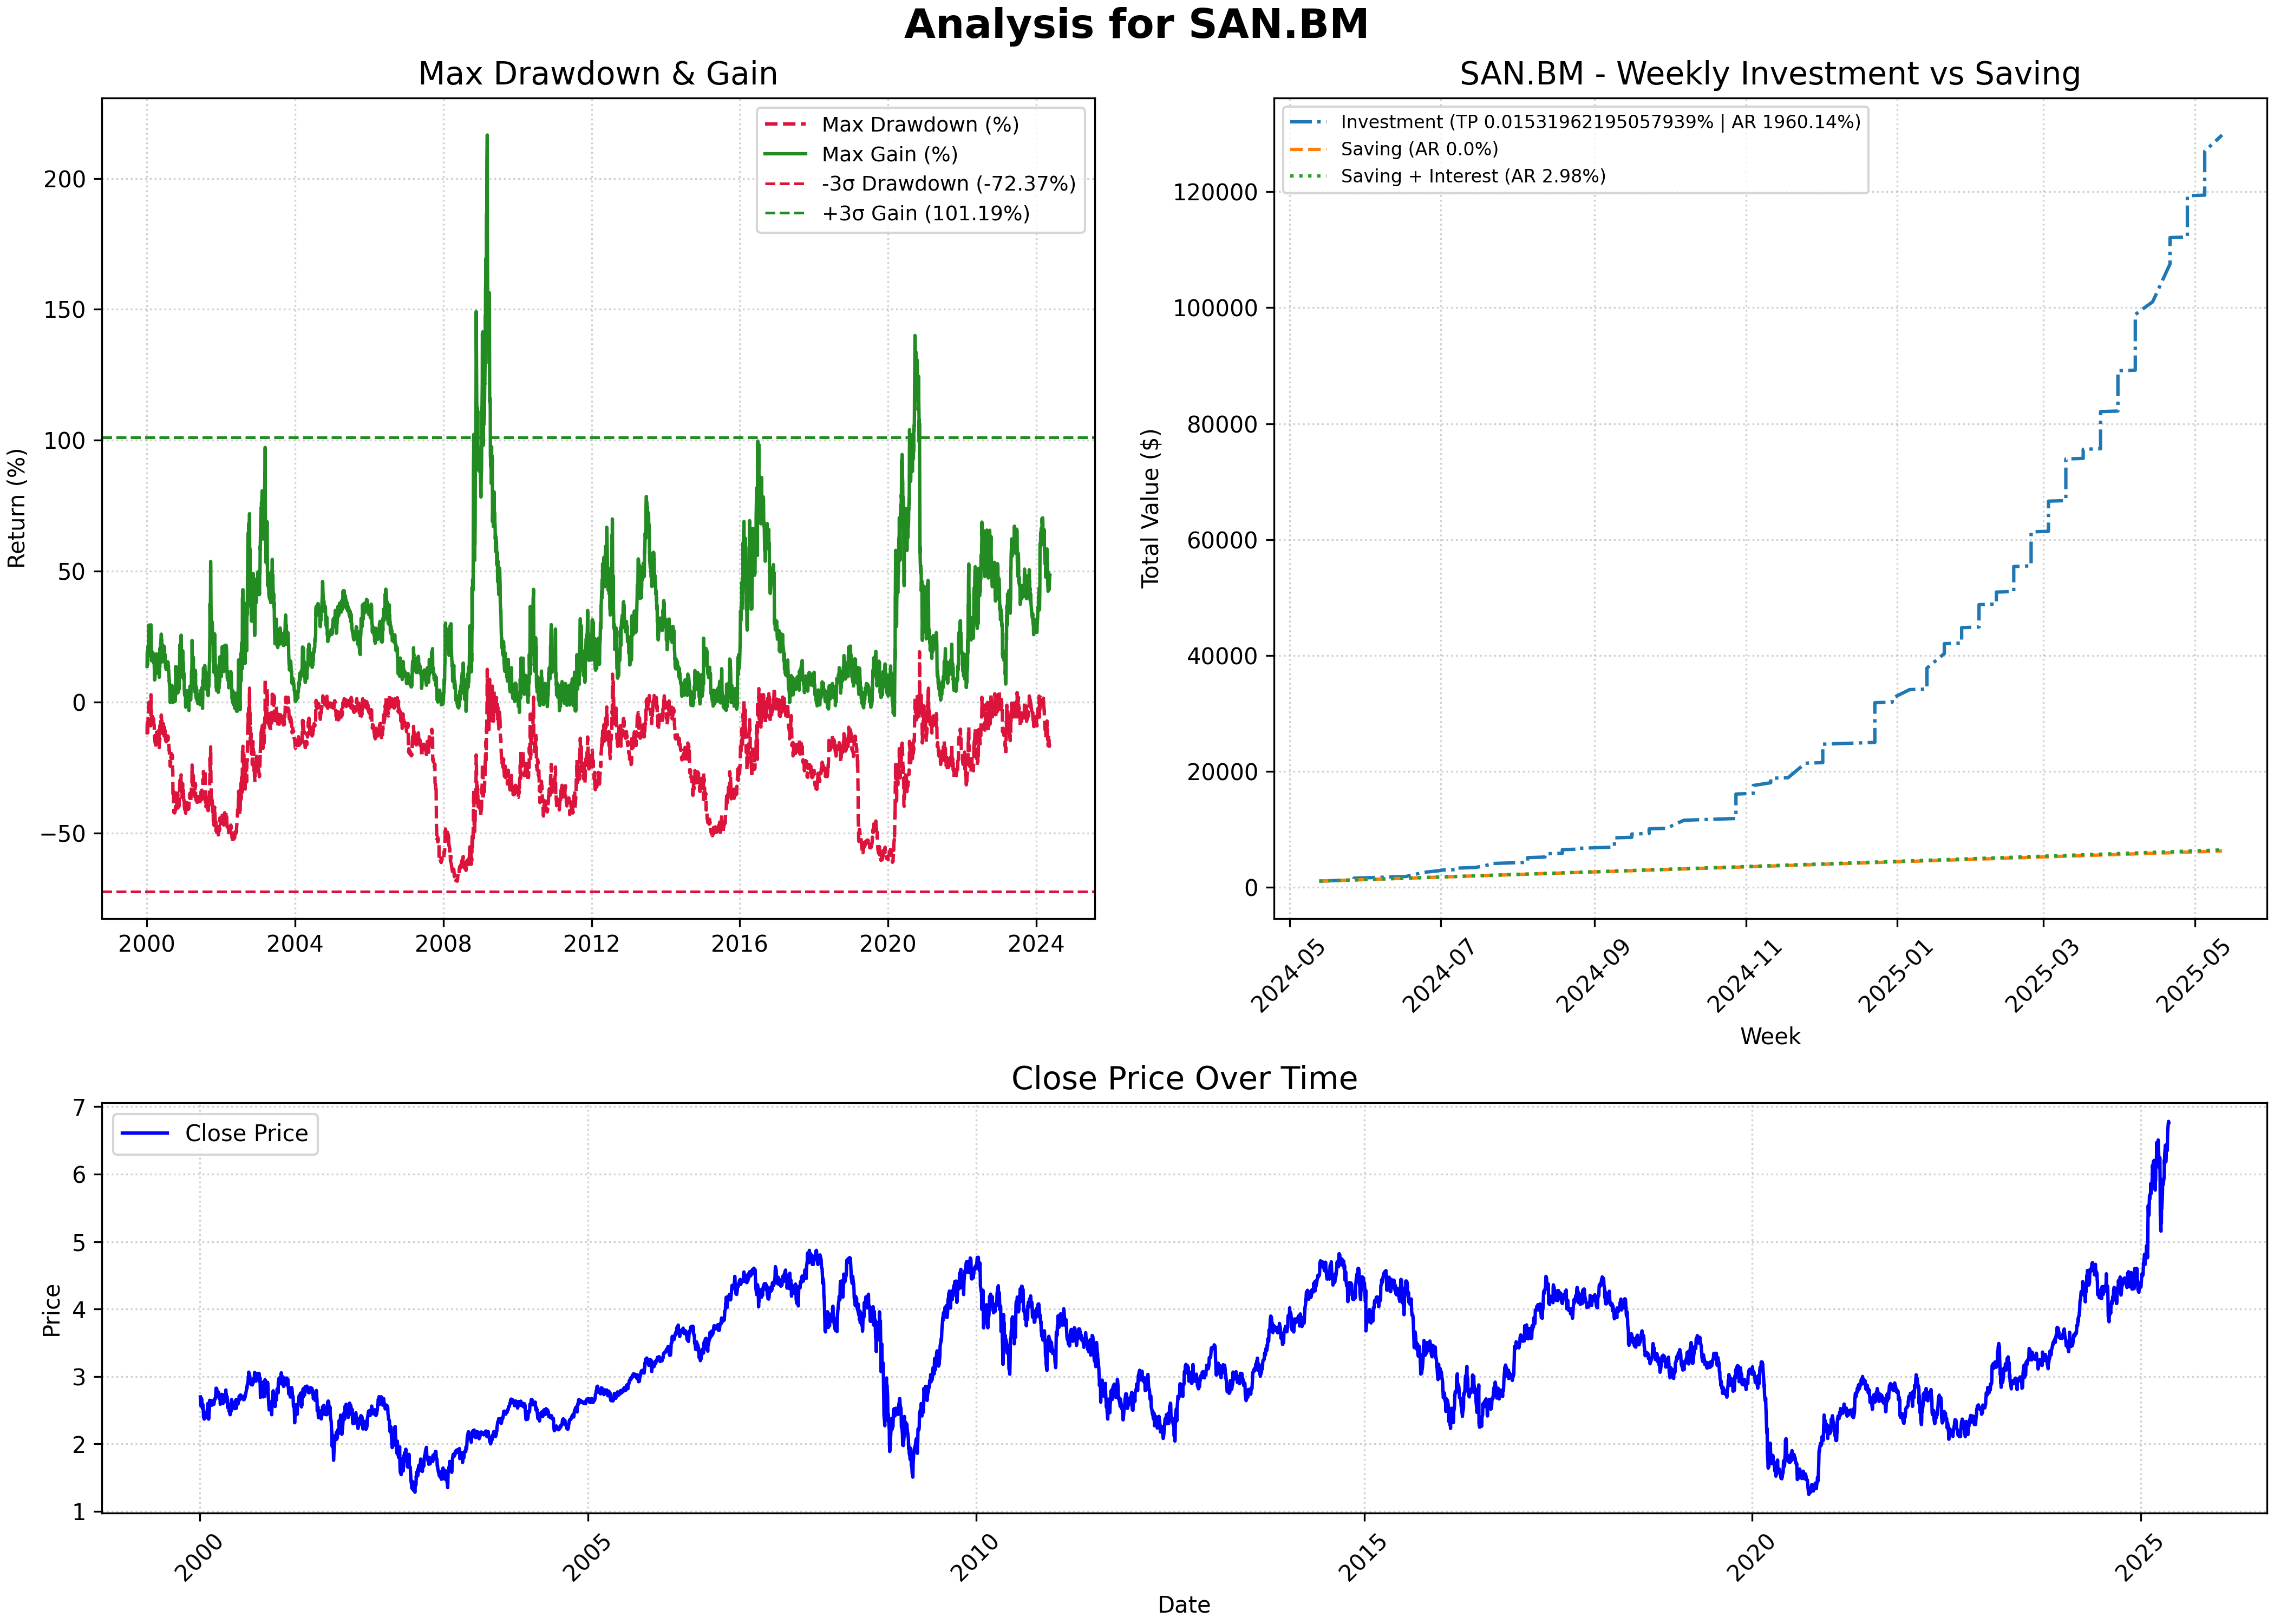 Analysis for SAN.BM
Max Drawdown & Gain
Max Drawdown (%)
Max Gain (%)
-3σ Drawdown (-72.37%)
+3σ Gain (101.19%)
Return (%)
200
150
100
50
0
−50
2000
2004
2008
2012
2016
2020
2024
SAN.BM - Weekly Investment vs Saving
Investment (TP 0.01531962195057939% | AR 1960.14%)
Saving (AR 0.0%)
Saving + Interest (AR 2.98%)
Total Value ($)
120000
100000
80000
60000
40000
20000
0
2024-05
2024-07
2024-09
2024-11
2025-01
2025-03
2025-05
Week
Close Price Over Time
Close Price
Price
7
6
5
4
3
2
1
2000
2005
2010
2015
2020
2025
Date